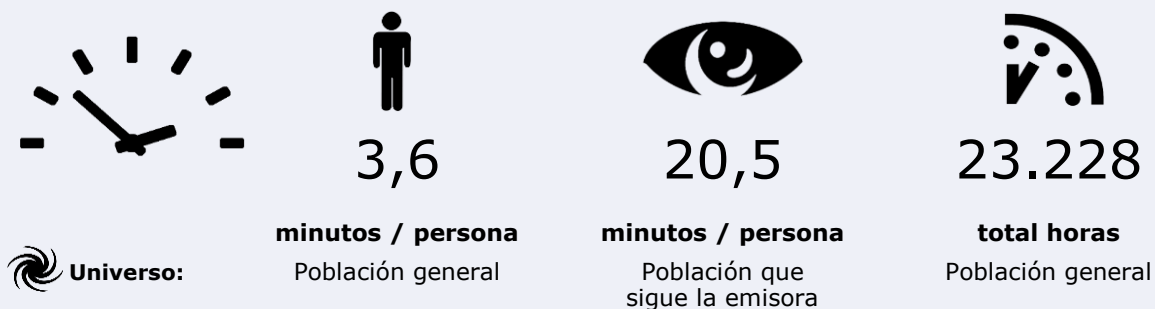 3,6
20,5
23.228
minutos / persona
minutos / persona
total horas
Universo:
Población general
Población que
sigue la emisora
Población general